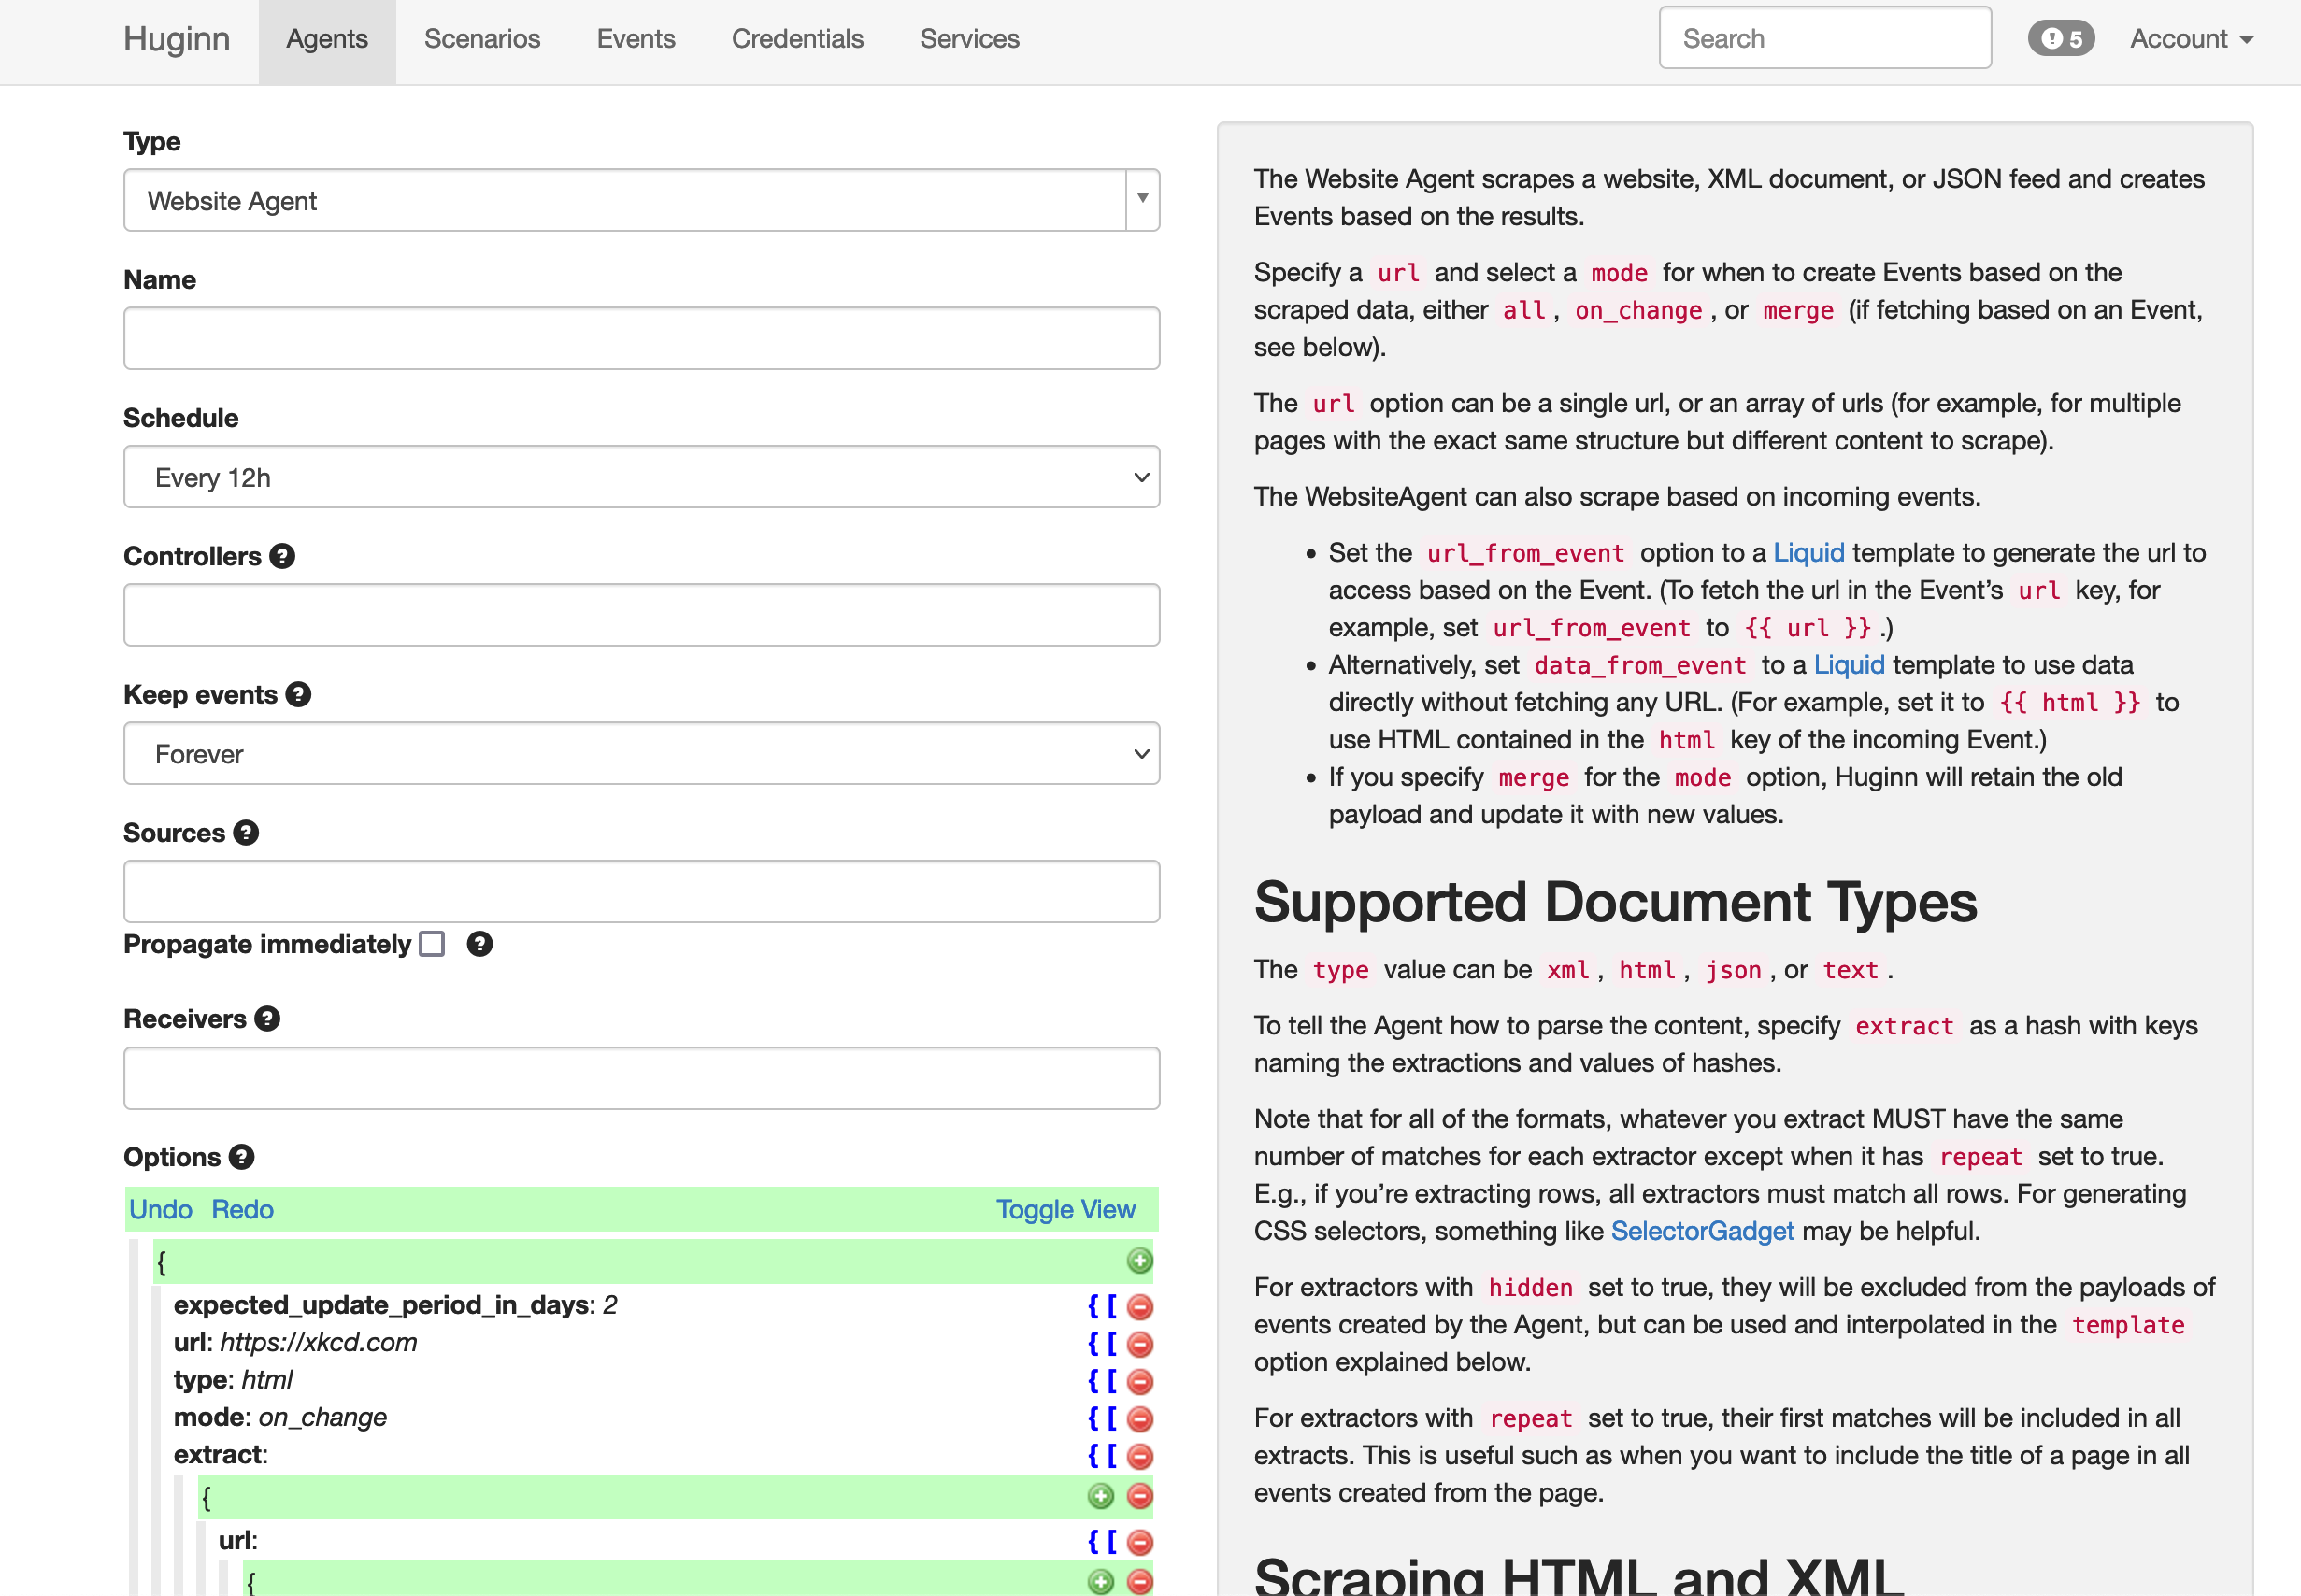 Huginn Agents Scenarios Events Credentials Services Search 5 Account
Type
Website Agent
Name
Schedule
Every 12h
Controllers
Keep events
Forever
Sources
Propagate immediately
Receivers
Options
Undo Redo Toggle View
{
expected_update_period_in_days: 2 { [
url: https://xkcd.com { [
type: html { [
mode: on_change { [
extract: { [
{
url: { [
{
The Website Agent scrapes a website, XML document, or JSON feed and creates
Events based on the results.
Specify a url and select a mode for when to create Events based on the
scraped data, either all, on_change, or merge (if fetching based on an Event,
see below).
The url option can be a single url, or an array of urls (for example, for multiple
pages with the exact same structure but different content to scrape).
The WebsiteAgent can also scrape based on incoming events.
• Set the url_from_event option to a Liquid template to generate the url to
access based on the Event. (To fetch the url in the Event’s url key, for
example, set url_from_event to {{ url }}.)
• Alternatively, set data_from_event to a Liquid template to use data
directly without fetching any URL. (For example, set it to {{ html }} to
use HTML contained in the html key of the incoming Event.)
• If you specify merge for the mode option, Huginn will retain the old
payload and update it with new values.
Supported Document Types
The type value can be xml, html, json, or text.
To tell the Agent how to parse the content, specify extract as a hash with keys
naming the extractions and values of hashes.
Note that for all of the formats, whatever you extract MUST have the same
number of matches for each extractor except when it has repeat set to true.
E.g., if you’re extracting rows, all extractors must match all rows. For generating
CSS selectors, something like SelectorGadget may be helpful.
For extractors with hidden set to true, they will be excluded from the payloads of
events created by the Agent, but can be used and interpolated in the template
option explained below.
For extractors with repeat set to true, their first matches will be included in all
extracts. This is useful such as when you want to include the title of a page in all
events created from the page.
Scraping HTML and XML